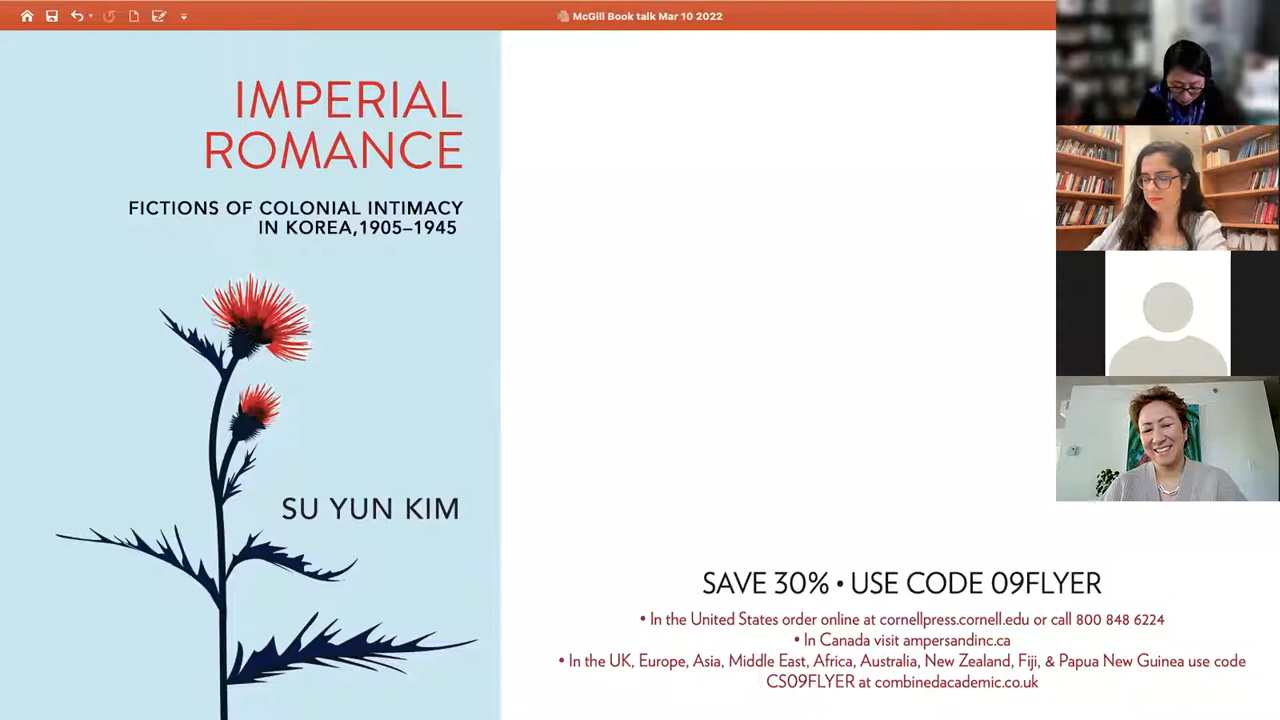 McGill Book talk Mar 10 2022
IMPERIAL
ROMANCE
FICTIONS OF COLONIAL INTIMACY
IN KOREA,1905–1945
SU YUN KIM
SAVE 30% • USE CODE 09FLYER
• In the United States order online at cornellpress.cornell.edu or call 800 848 6224
• In Canada visit ampersandinc.ca
• In the UK, Europe, Asia, Middle East, Africa, Australia, New Zealand, Fiji, & Papua New Guinea use code
CS09FLYER at combinedacademic.co.uk